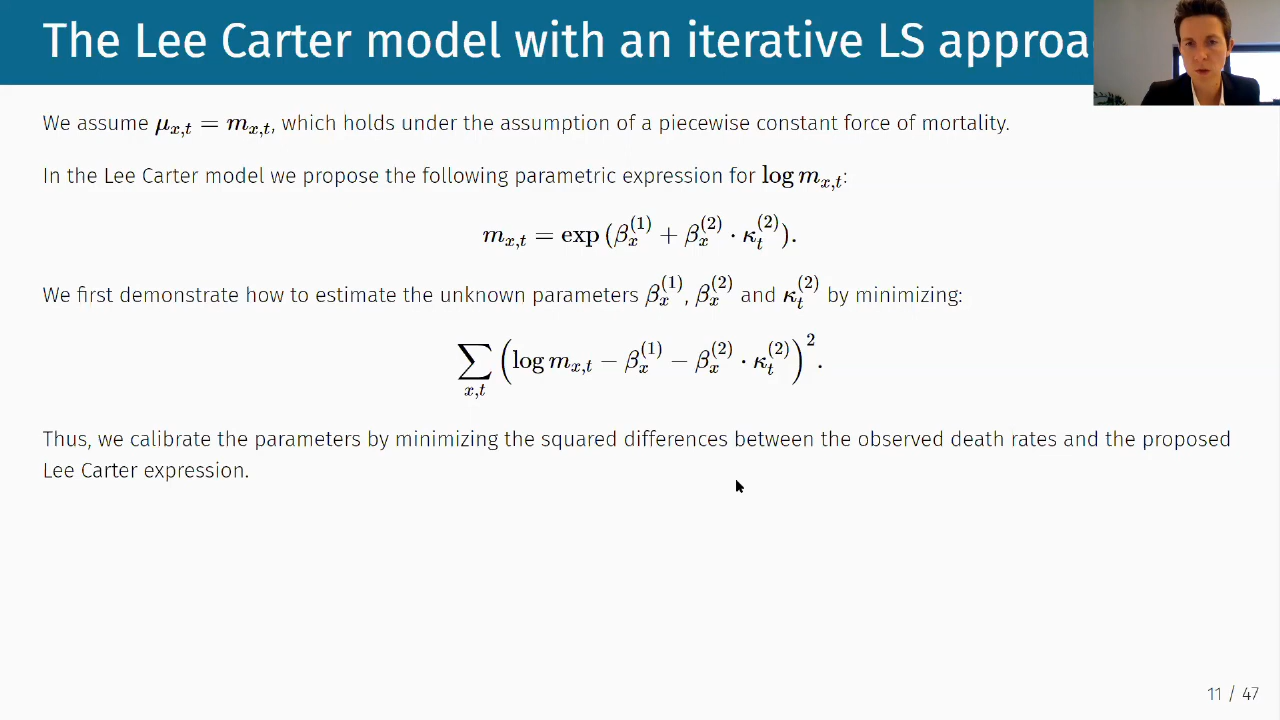 The Lee Carter model with an iterative LS approa
We assume μ_{x,t} = m_{x,t}, which holds under the assumption of a piecewise constant force of mortality.
In the Lee Carter model we propose the following parametric expression for log m_{x,t}:
m_{x,t} = exp (β_x^{(1)} + β_x^{(2)} · κ_t^{(2)}).
We first demonstrate how to estimate the unknown parameters β_x^{(1)}, β_x^{(2)} and κ_t^{(2)} by minimizing:
∑_{x,t} (log m_{x,t} − β_x^{(1)} − β_x^{(2)} · κ_t^{(2)})^2.
Thus, we calibrate the parameters by minimizing the squared differences between the observed death rates and the proposed
Lee Carter expression.
11 / 47